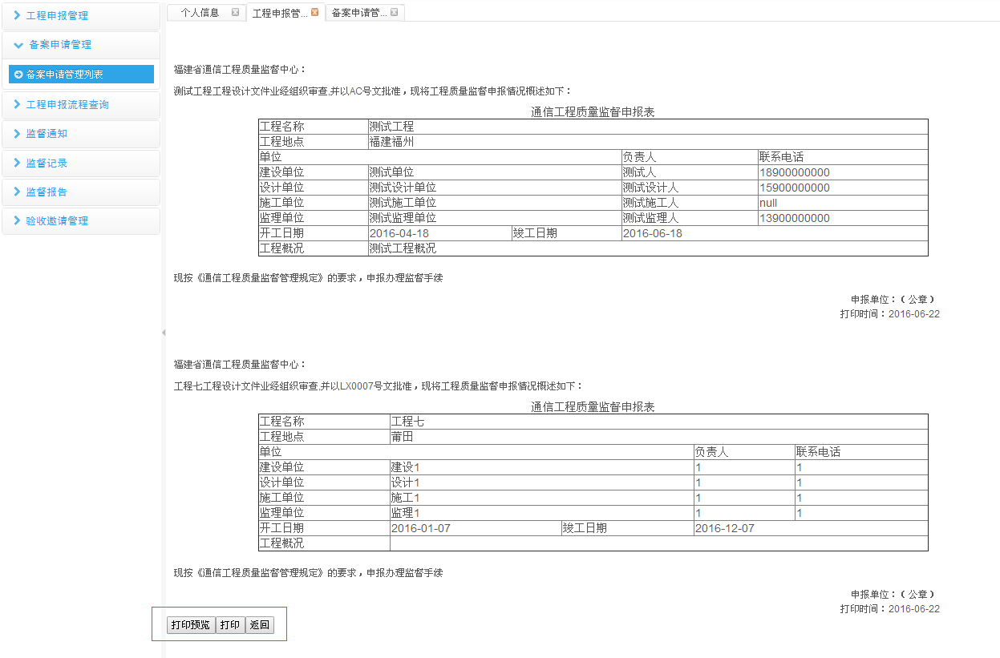 工程申报管理
备案申请管理
备案申请管理列表
工程申报流程查询
监督通知
监督记录
监督报告
验收邀请管理
个人信息 工程申报管... 备案申请管...
福建省通信工程质量监督中心：
测试工程工程设计文件业经组织审查,并以AC号文批准，现将工程质量监督申报情况概述如下：
通信工程质量监督申报表
工程名称 测试工程
工程地点 福建福州
单位 负责人 联系电话
建设单位 测试单位 测试人 18900000000
设计单位 测试设计单位 测试设计人 15900000000
施工单位 测试施工单位 测试施工人 null
监理单位 测试监理单位 测试监理人 13900000000
开工日期 2016-04-18 竣工日期 2016-06-18
工程概况 测试工程概况
现按《通信工程质量监督管理规定》的要求，申报办理监督手续
申报单位：（公章）
打印时间：2016-06-22
福建省通信工程质量监督中心：
工程七工程设计文件业经组织审查,并以LX0007号文批准，现将工程质量监督申报情况概述如下：
通信工程质量监督申报表
工程名称 工程七
工程地点 莆田
单位 负责人 联系电话
建设单位 建设1 1 1
设计单位 设计1 1 1
施工单位 施工1 1 1
监理单位 监理1 1 1
开工日期 2016-01-07 竣工日期 2016-12-07
工程概况
现按《通信工程质量监督管理规定》的要求，申报办理监督手续
申报单位：（公章）
打印时间：2016-06-22
打印预览 打印 返回